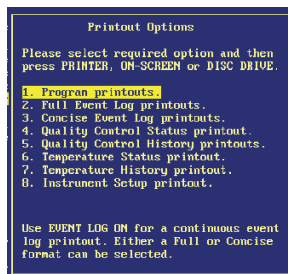 Printout Options
Please select required option and then
press PRINTER, ON-SCREEN or DISC DRIVE.
1. Program printouts.
2. Full Event Log printouts.
3. Concise Event Log printouts.
4. Quality Control Status printout.
5. Quality Control History printouts.
6. Temperature Status printout.
7. Temperature History printout.
8. Instrument Setup printout.
Use EVENT LOG ON for a continuous event
log printout. Either a Full or Concise
format can be selected.